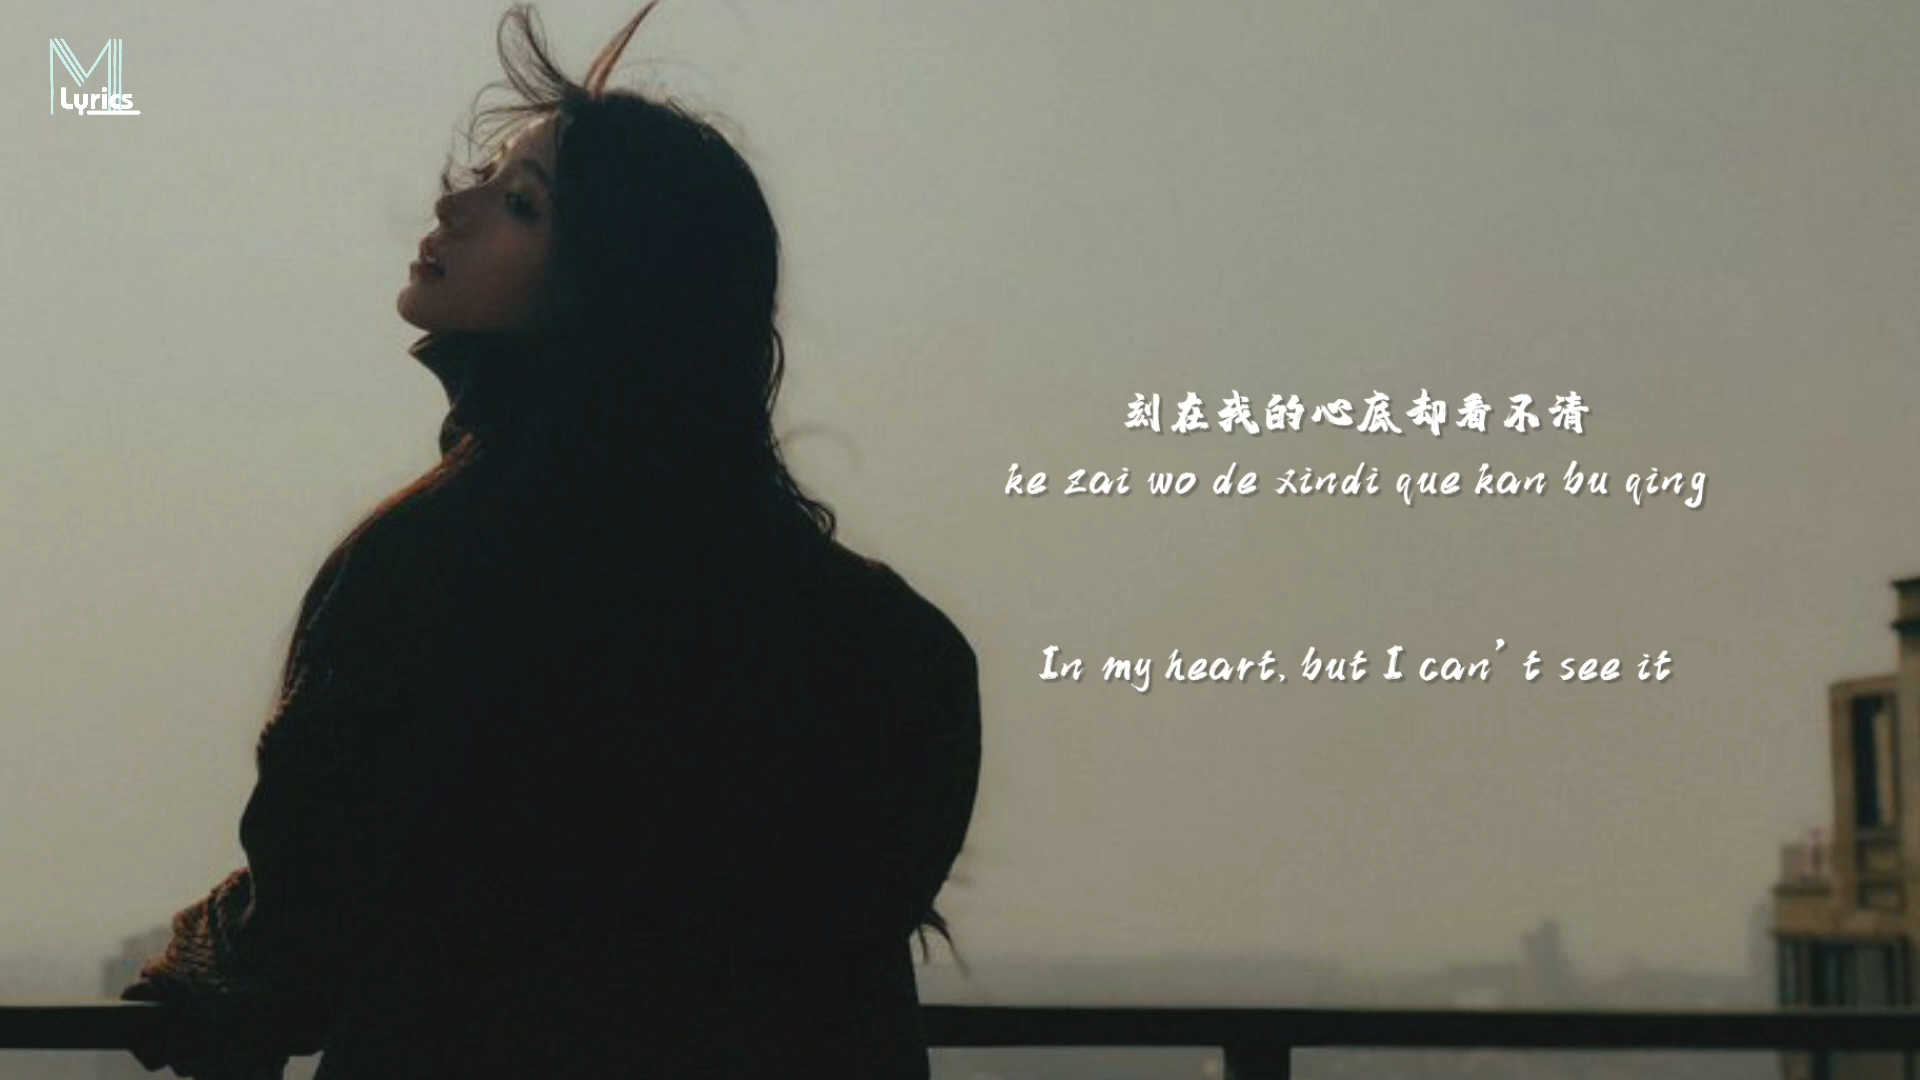 M
Lyrics
刻在我的心底却看不清
ke zai wo de xindi que kan bu qing
In my heart, but I can't see it